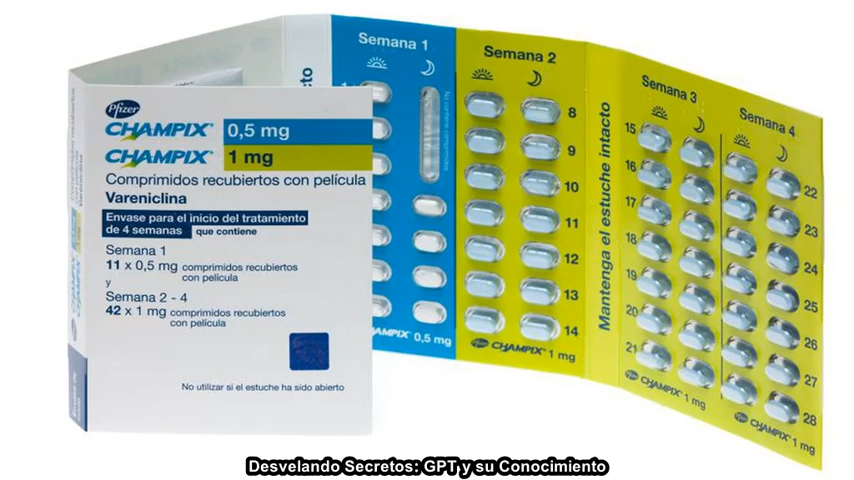 Pfizer
CHAMPIX® 0,5 mg
CHAMPIX® 1 mg
Comprimidos recubiertos con película
Vareniclina
Envase para el inicio del tratamiento
de 4 semanas que contiene
Semana 1
11 x 0,5 mg comprimidos recubiertos
con película
y
Semana 2 - 4
42 x 1 mg comprimidos recubiertos
con película
No utilizar si el estuche ha sido abierto
Semana 1
0,5 mg
Semana 2
8
9
10
11
12
13
14
Pfizer CHAMPIX® 1 mg
Mantenga el estuche intacto
Semana 3
15
16
17
18
19
20
21
Pfizer CHAMPIX® 1 mg
Semana 4
22
23
24
25
26
27
28
Pfizer CHAMPIX® 1 mg
Desvelando Secretos: GPT y su Conocimiento